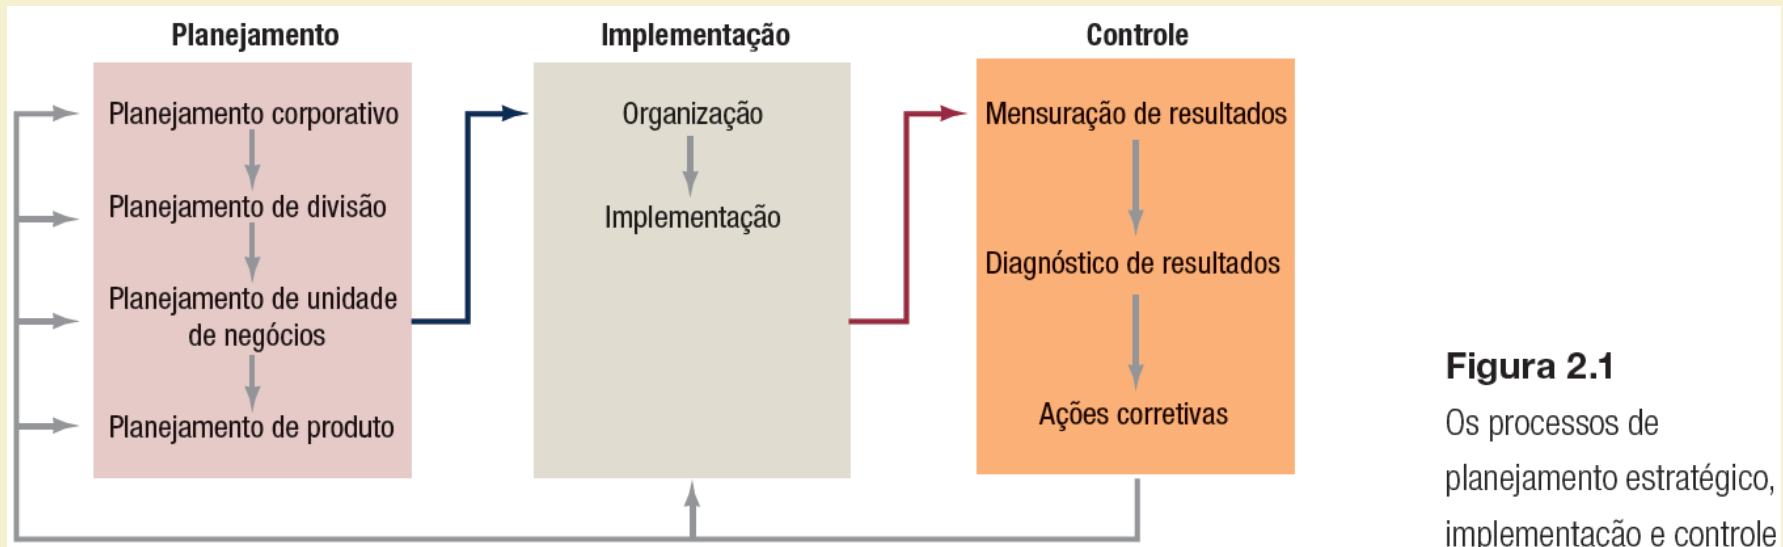 Planejamento
Planejamento corporativo
Planejamento de divisão
Planejamento de unidade
de negócios
Planejamento de produto
Implementação
Organização
Implementação
Controle
Mensuração de resultados
Diagnóstico de resultados
Ações corretivas
Figura 2.1
Os processos de
planejamento estratégico,
implementação e controle